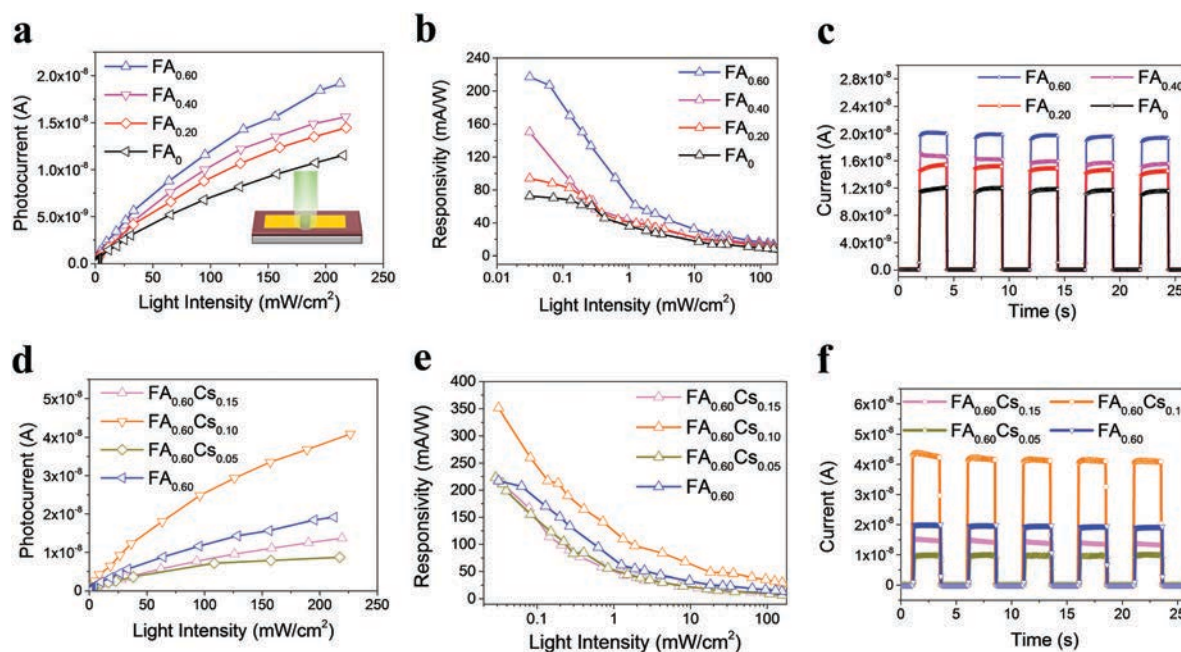 a
Photocurrent (A)
2.0x10⁻⁸
1.5x10⁻⁸
1.0x10⁻⁸
5.0x10⁻⁹
0.0
FA0.60
FA0.40
FA0.20
FA0
0 50 100 150 200 250
Light Intensity (mW/cm²)
b
Responsivity (mA/W)
240
200
160
120
80
40
0
FA0.60
FA0.40
FA0.20
FA0
0.01 0.1 1 10 100
Light Intensity (mW/cm²)
c
Current (A)
2.8x10⁻⁸
2.4x10⁻⁸
2.0x10⁻⁸
1.6x10⁻⁸
1.2x10⁻⁸
8.0x10⁻⁹
4.0x10⁻⁹
0.0
FA0.60 FA0.40
FA0.20 FA0
0 5 10 15 20 25
Time (s)
d
Photocurrent (A)
5x10⁻⁸
4x10⁻⁸
3x10⁻⁸
2x10⁻⁸
1x10⁻⁸
0
FA0.60Cs0.15
FA0.60Cs0.10
FA0.60Cs0.05
FA0.60
0 50 100 150 200 250
Light Intensity (mW/cm²)
e
Responsivity (mA/W)
400
350
300
250
200
150
100
50
0
FA0.60Cs0.15
FA0.60Cs0.10
FA0.60Cs0.05
FA0.60
0.1 1 10 100
Light Intensity (mW/cm²)
f
Current (A)
6x10⁻⁸
5x10⁻⁸
4x10⁻⁸
3x10⁻⁸
2x10⁻⁸
1x10⁻⁸
0
FA0.60Cs0.15 FA0.60Cs0.1
FA0.60Cs0.05 FA0.60
0 5 10 15 20 25
Time (s)